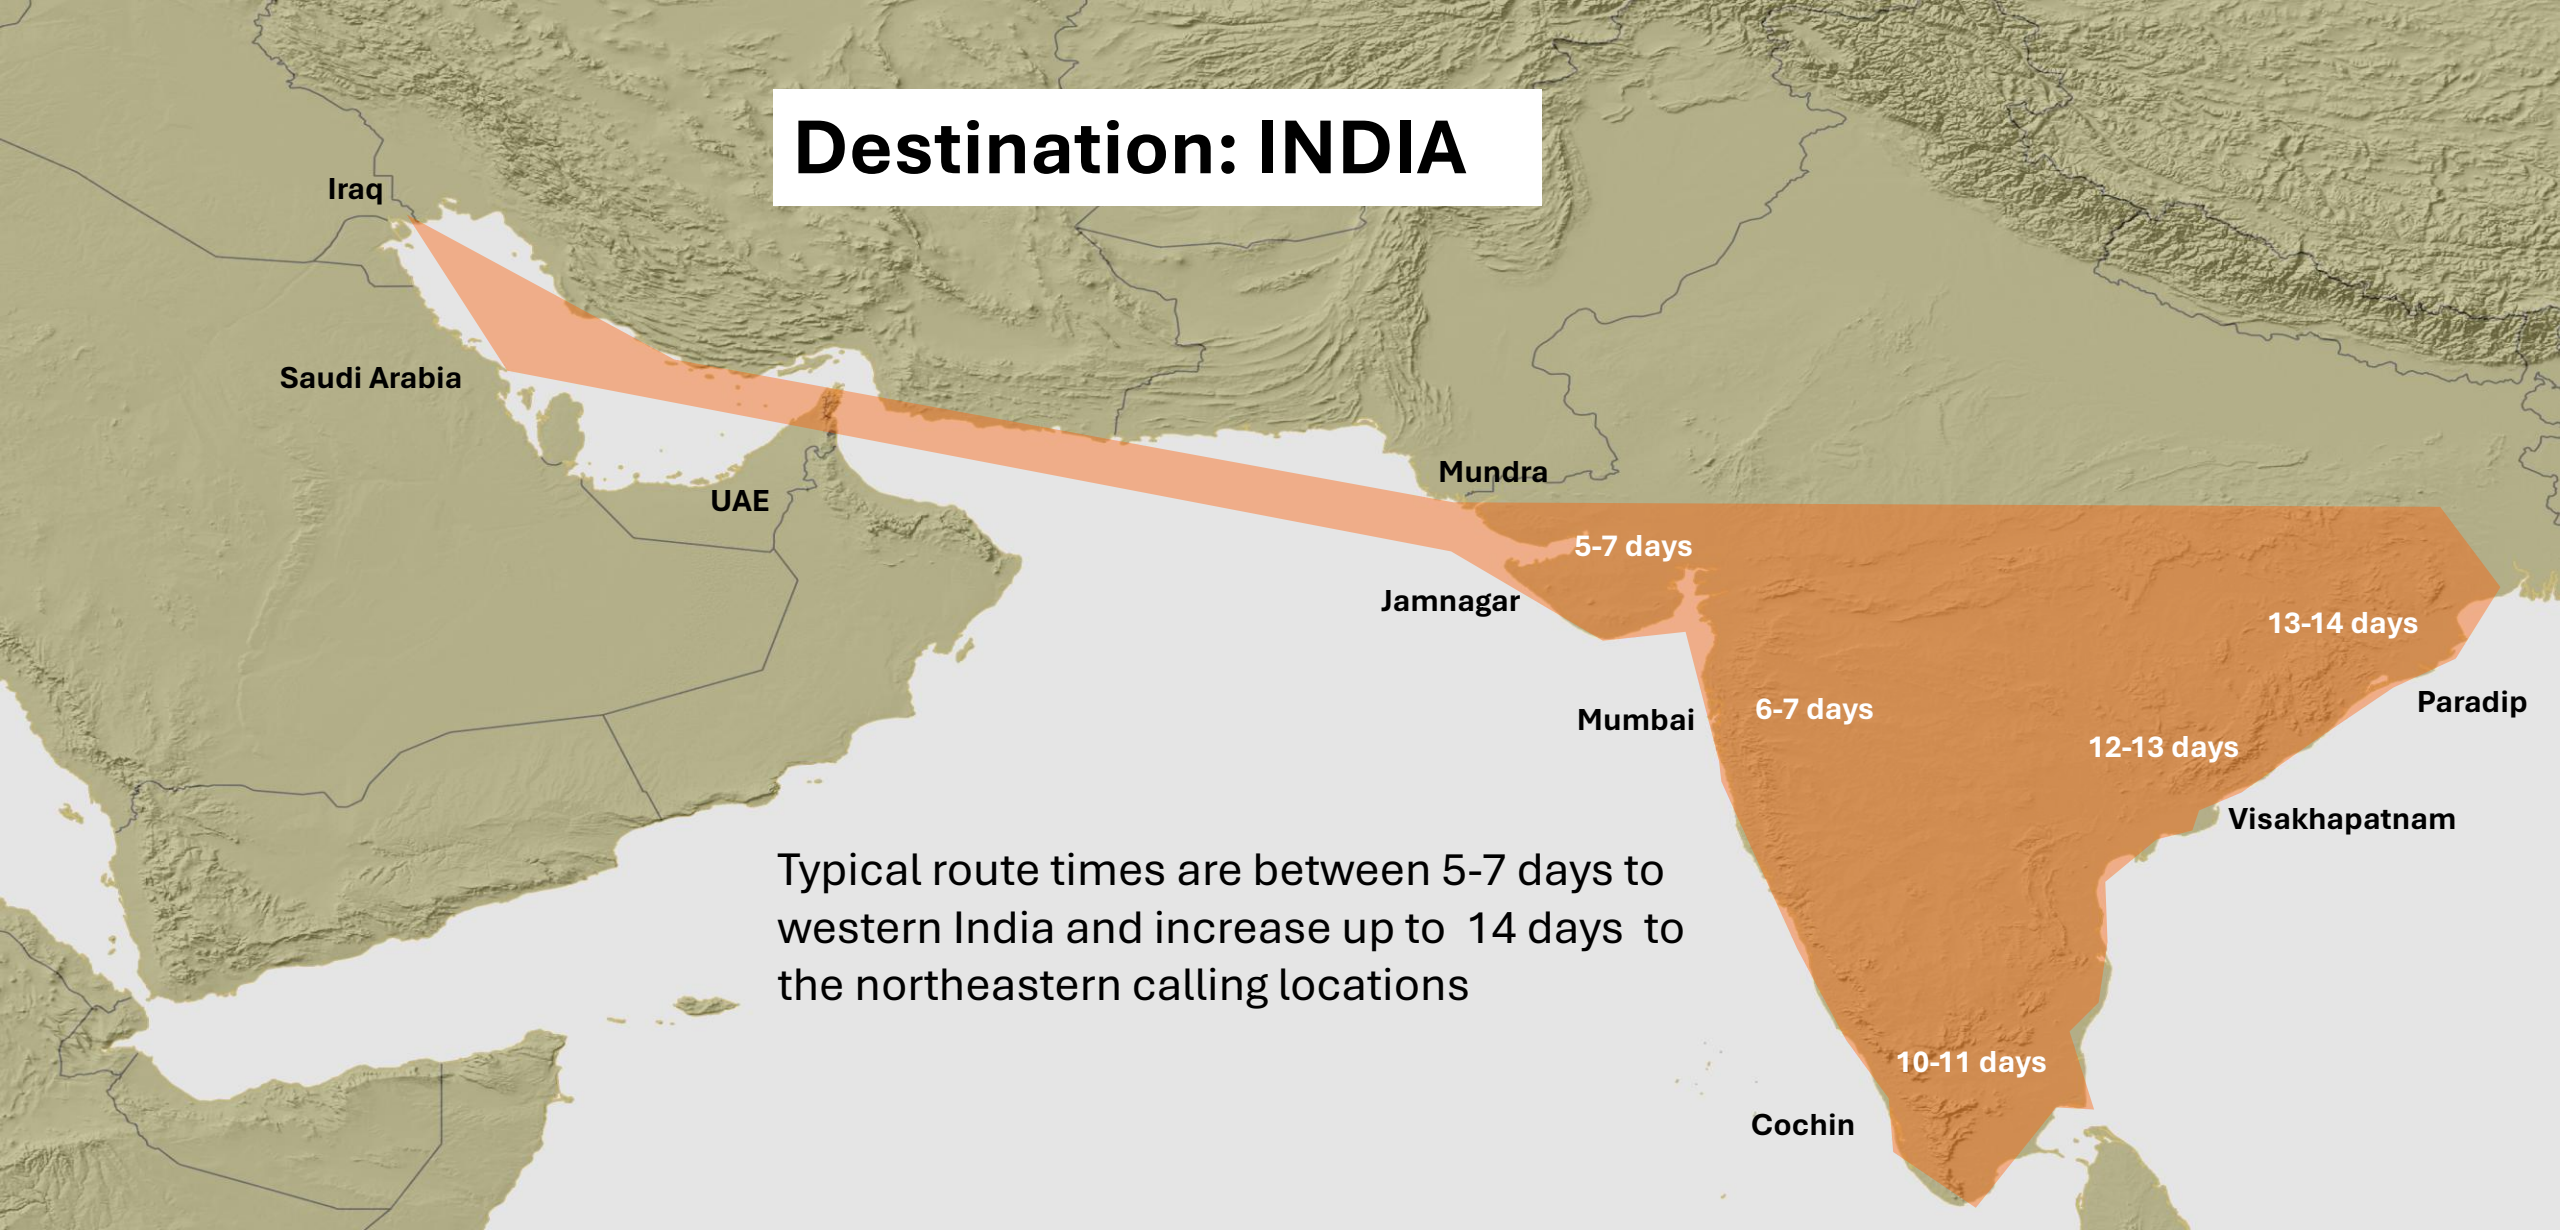 Destination: INDIA
Iraq
Saudi Arabia
UAE
Mundra
5-7 days
Jamnagar
13-14 days
Paradip
Mumbai
6-7 days
12-13 days
Visakhapatnam
Typical route times are between 5-7 days to
western India and increase up to 14 days to
the northeastern calling locations
10-11 days
Cochin